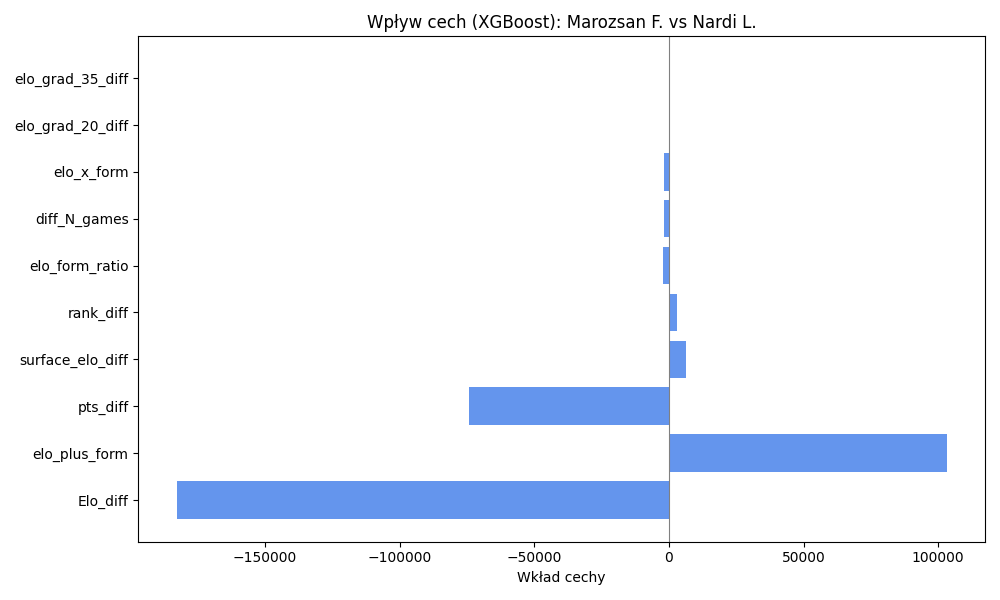 Wpływ cech (XGBoost): Marozsan F. vs Nardi L.
elo_grad_35_diff
elo_grad_20_diff
elo_x_form
diff_N_games
elo_form_ratio
rank_diff
surface_elo_diff
pts_diff
elo_plus_form
Elo_diff
−150000 −100000 −50000 0 50000 100000
Wkład cechy